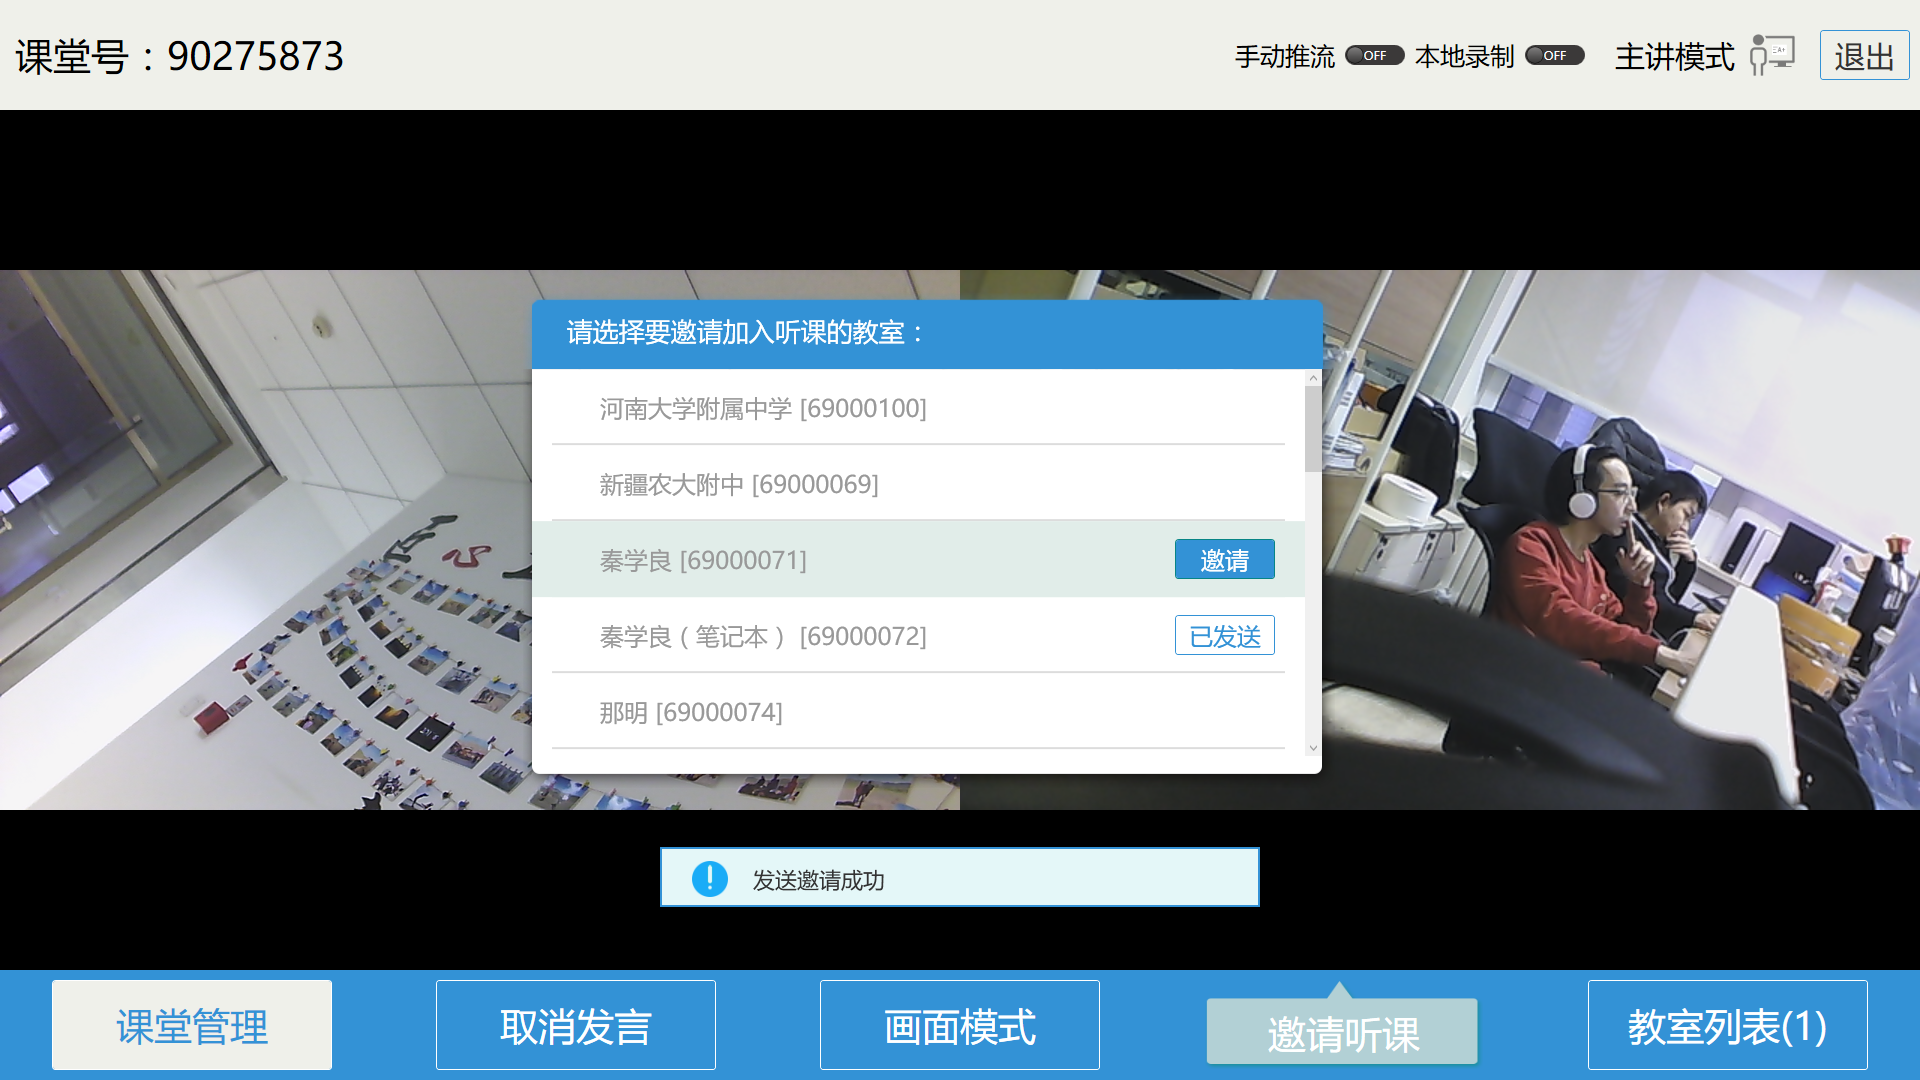 课堂号：90275873
手动推流 OFF 本地录制 OFF 主讲模式 退出
请选择要邀请加入听课的教室：
河南大学附属中学 [69000100]
新疆农大附中 [69000069]
秦学良 [69000071] 邀请
秦学良（笔记本） [69000072] 已发送
那明 [69000074]
发送邀请成功
课堂管理 取消发言 画面模式 邀请听课 教室列表(1)